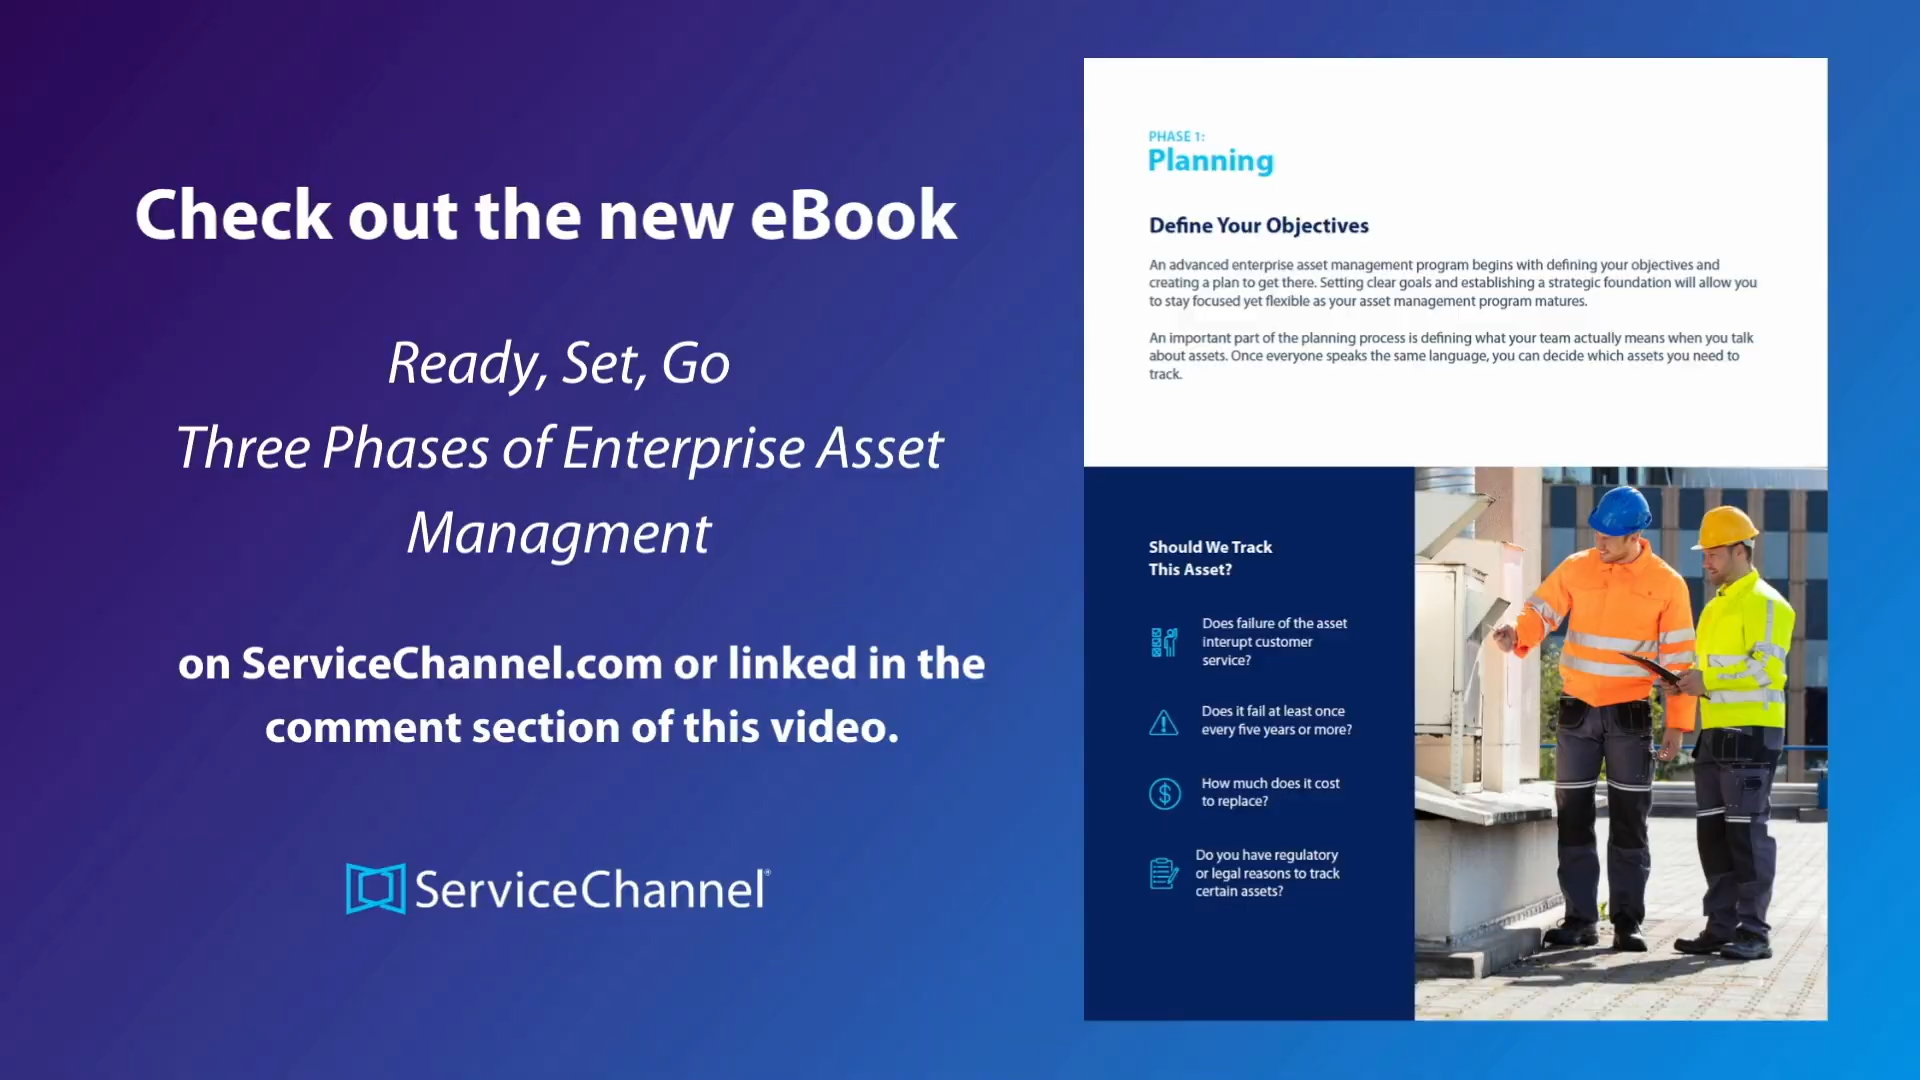 Check out the new eBook
Ready, Set, Go
Three Phases of Enterprise Asset
Managment
on ServiceChannel.com or linked in the
comment section of this video.
ServiceChannel®
PHASE 1:
Planning
Define Your Objectives
An advanced enterprise asset management program begins with defining your objectives and
creating a plan to get there. Setting clear goals and establishing a strategic foundation will allow you
to stay focused yet flexible as your asset management program matures.
An important part of the planning process is defining what your team actually means when you talk
about assets. Once everyone speaks the same language, you can decide which assets you need to
track.
Should We Track
This Asset?
Does failure of the asset
interupt customer
service?
Does it fail at least once
every five years or more?
How much does it cost
to replace?
Do you have regulatory
or legal reasons to track
certain assets?